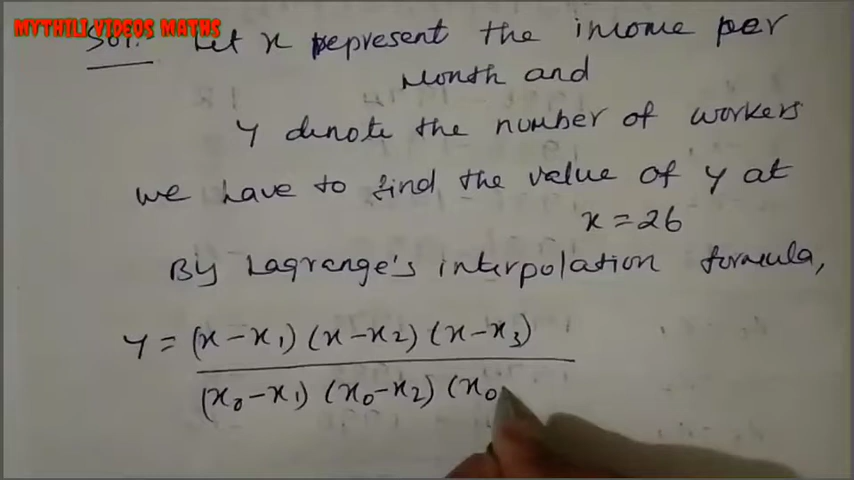 MYTHILI VIDEOS MATHS
Sol: Let x represent the income per
Month and
Y denote the number of workers
we have to find the value of y at
x = 26
By Lagrange's interpolation formula,
y = (x - x₁) (x - x₂) (x - x₃)
(x₀ - x₁) (x₀ - x₂) (x₀